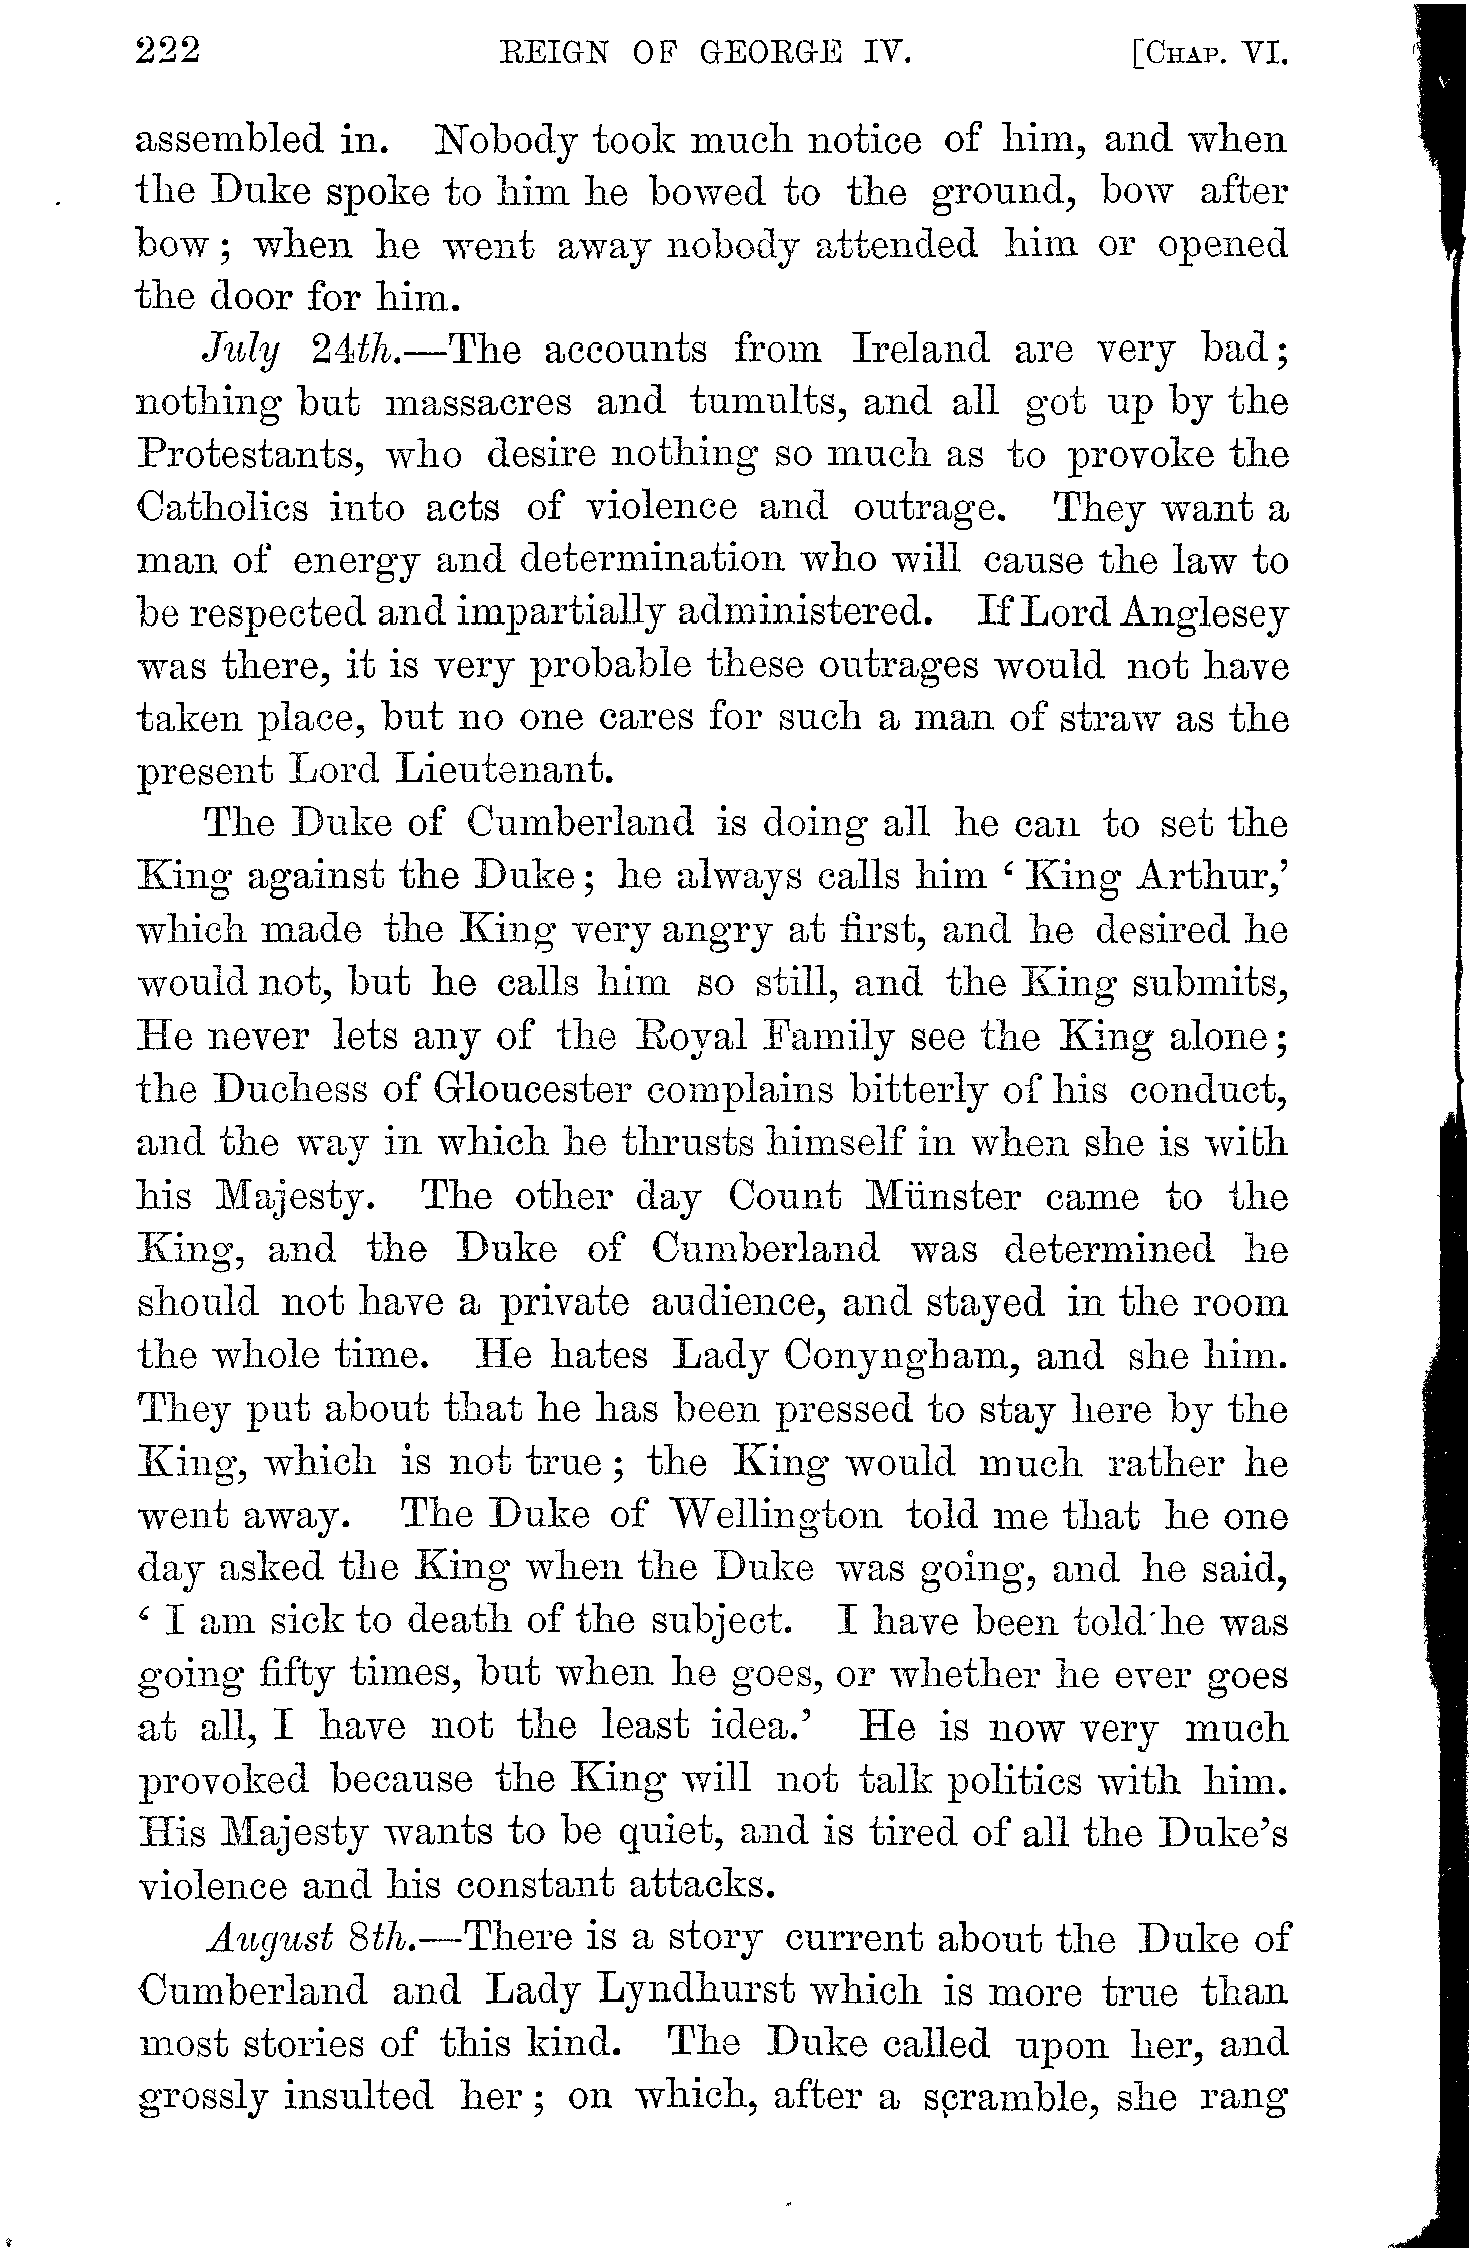 222 REIGN OF GEORGE IV. [CHAP. VI.
assembled in. Nobody took much notice of him, and when
the Duke spoke to him he bowed to the ground, bow after
bow; when he went away nobody attended him or opened
the door for him.
July 24th.—The accounts from Ireland are very bad;
nothing but massacres and tumults, and all got up by the
Protestants, who desire nothing so much as to provoke the
Catholics into acts of violence and outrage. They want a
man of energy and determination who will cause the law to
be respected and impartially administered. If Lord Anglesey
was there, it is very probable these outrages would not have
taken place, but no one cares for such a man of straw as the
present Lord Lieutenant.
The Duke of Cumberland is doing all he can to set the
King against the Duke; he always calls him ‘King Arthur,’
which made the King very angry at first, and he desired he
would not, but he calls him so still, and the King submits,
He never lets any of the Royal Family see the King alone;
the Duchess of Gloucester complains bitterly of his conduct,
and the way in which he thrusts himself in when she is with
his Majesty. The other day Count Münster came to the
King, and the Duke of Cumberland was determined he
should not have a private audience, and stayed in the room
the whole time. He hates Lady Conyngham, and she him.
They put about that he has been pressed to stay here by the
King, which is not true; the King would much rather he
went away. The Duke of Wellington told me that he one
day asked the King when the Duke was going, and he said,
‘I am sick to death of the subject. I have been told he was
going fifty times, but when he goes, or whether he ever goes
at all, I have not the least idea.’ He is now very much
provoked because the King will not talk politics with him.
His Majesty wants to be quiet, and is tired of all the Duke’s
violence and his constant attacks.
August 8th.—There is a story current about the Duke of
Cumberland and Lady Lyndhurst which is more true than
most stories of this kind. The Duke called upon her, and
grossly insulted her; on which, after a scramble, she rang